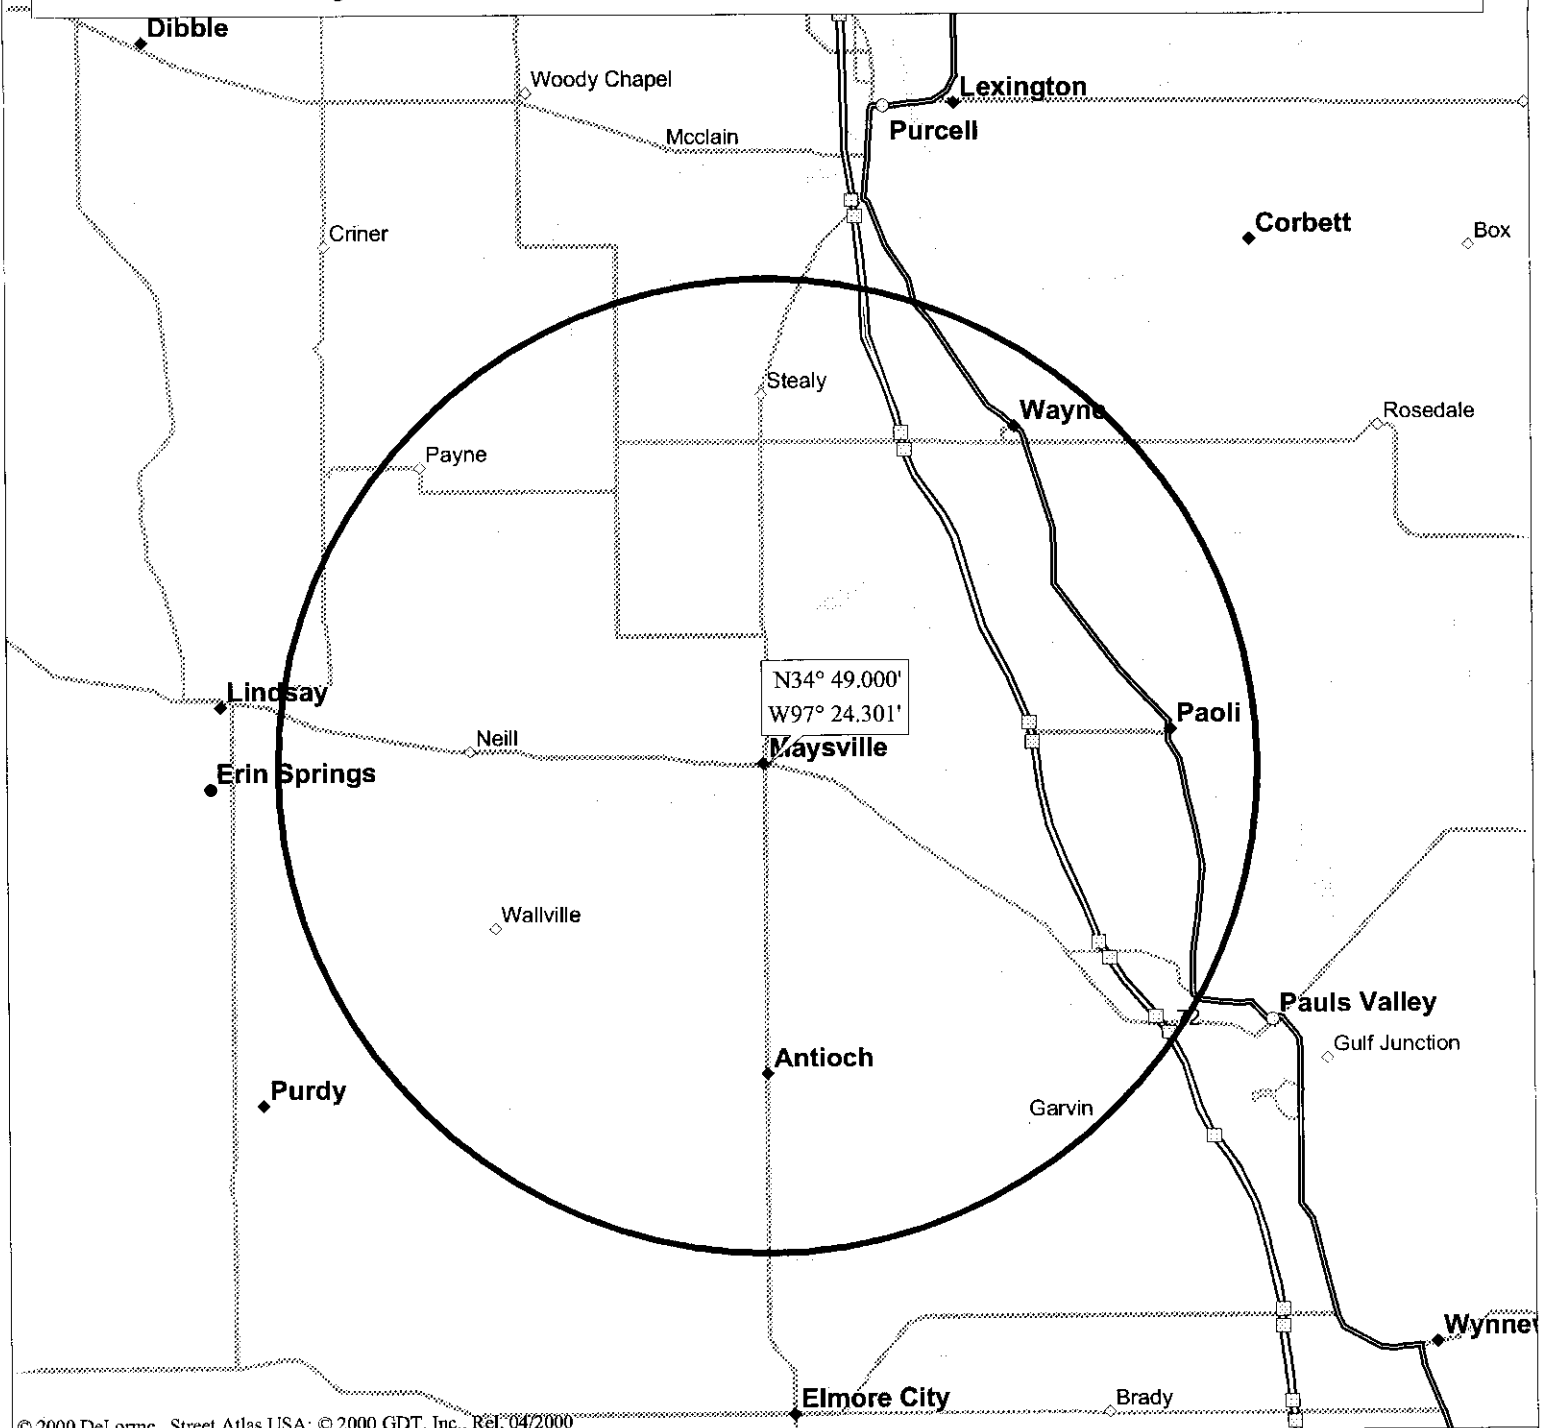 Dibble
Woody Chapel
Lexington
Purcell
Mcclain
Criner
Corbett
Box
Stealy
Wayne
Rosedale
Payne
N34° 49.000'
W97° 24.301'
Lindsay
Paoli
Neill
Maysville
Erin Springs
Wallville
Pauls Valley
72
Gulf Junction
Antioch
Purdy
Garvin
Wynnew
Elmore City
Brady
© 2000 DeLorme. Street Atlas USA; © 2000 GDT, Inc., Rel. 04/2000